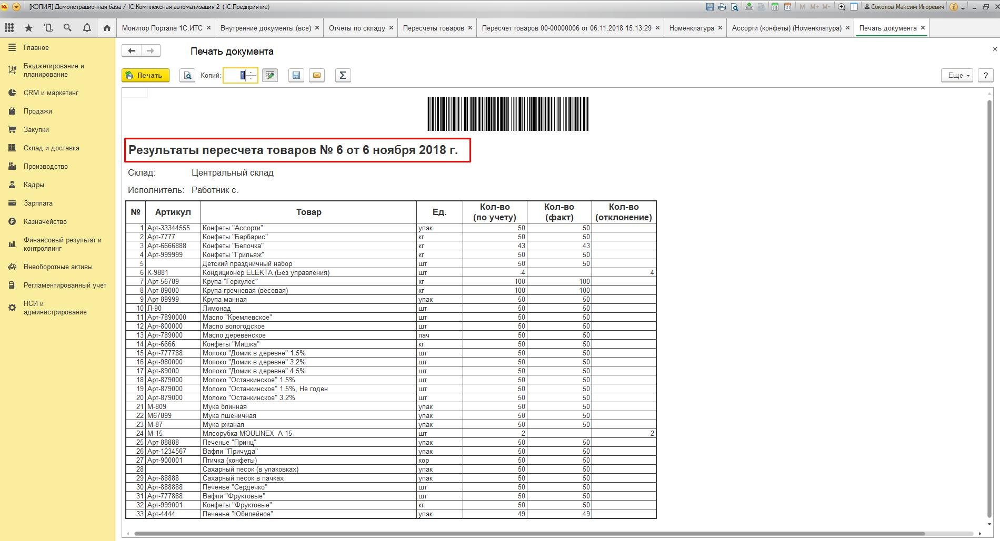 [КОПИЯ] Демонстрационная база / 1С:Комплексная автоматизация 2 (1С:Предприятие)
M M+ M- Соколов Максим Игоревич
Монитор Портала 1С:ИТС Внутренние документы (все) Отчеты по складу Пересчеты товаров Пересчет товаров 00-00000006 от 06.11.2018 15:13:29 Номенклатура Ассорти (конфеты) (Номенклатура) Печать документа
Главное
Бюджетирование и
планирование
CRM и маркетинг
Продажи
Закупки
Склад и доставка
Производство
Кадры
Зарплата
Казначейство
Финансовый результат и
контроллинг
Внеоборотные активы
Регламентированный учет
НСИ и
администрирование
Печать документа
Печать Копий: 1 Σ Еще ?
Результаты пересчета товаров № 6 от 6 ноября 2018 г.
Склад: Центральный склад
Исполнитель: Работник с.
№ Артикул Товар Ед. Кол-во (по учету) Кол-во (факт) Кол-во (отклонение)
1 Арт-33344555 Конфеты "Ассорти" упак 50 50
2 Арт-7777 Конфеты "Барбарис" кг 50 50
3 Арт-6666888 Конфеты "Белочка" кг 43 43
4 Арт-999999 Конфеты "Грильяж" кг 50 50
5 Детский праздничный набор шт 50 50
6 К-9881 Кондиционер ELEKTA (Без управления) шт -4 4
7 Арт-56789 Крупа "Геркулес" кг 100 100
8 Арт-89000 Крупа гречневая (весовая) кг 100 100
9 Арт-89999 Крупа манная упак 50 50
10 Л-90 Лимонад шт 50 50
11 Арт-7890000 Масло "Кремлевское" шт 50 50
12 Арт-800000 Масло вологодское шт 50 50
13 Арт-789000 Масло деревенское пач 50 50
14 Арт-6666 Конфеты "Мишка" кг 50 50
15 Арт-777788 Молоко "Домик в деревне" 1.5% шт 50 50
16 Арт-980000 Молоко "Домик в деревне" 3.2% шт 50 50
17 Арт-89000 Молоко "Домик в деревне" 4.5% шт 50 50
18 Арт-879000 Молоко "Останкинское" 1.5% шт 50 50
19 Арт-879000 Молоко "Останкинское" 1.5%, Не годен шт 50 50
20 Арт-879000 Молоко "Останкинское" 3.2% шт 50 50
21 М-809 Мука блинная упак 50 50
22 М67899 Мука пшеничная упак 50 50
23 М-87 Мука ржаная упак 50 50
24 М-15 Мясорубка MOULINEX A 15 шт -2 2
25 Арт-88888 Печенье "Принц" упак 50 50
26 Арт-1234567 Вафли "Причуда" упак 50 50
27 Арт-900001 Птичка (конфеты) кор 50 50
28 Сахарный песок (в упаковках) упак 50 50
29 Арт-88888 Сахарный песок в пачках упак 50 50
30 Арт-888888 Печенье "Сердечко" шт 50 50
31 Арт-777888 Вафли "Фруктовые" шт 50 50
32 Арт-999001 Конфеты "Фруктовые" кг 50 50
33 Арт-4444 Печенье "Юбилейное" упак 49 49